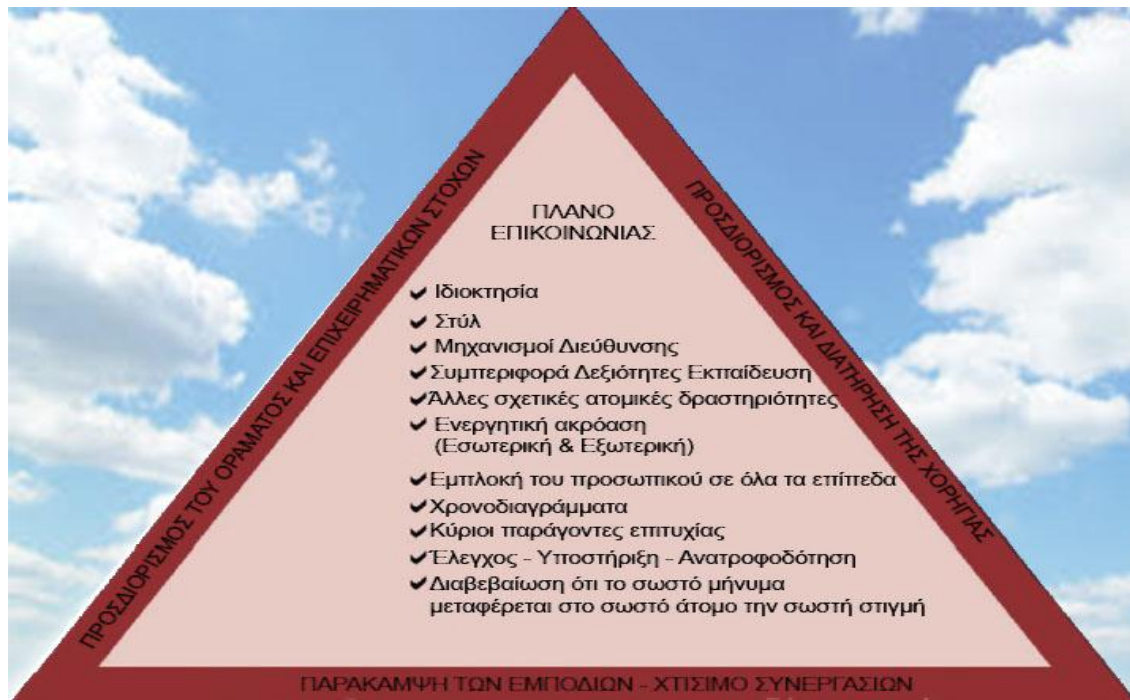 ΠΡΟΣΔΙΟΡΙΣΜΟΣ ΤΟΥ ΟΡΑΜΑΤΟΣ ΚΑΙ ΕΠΙΧΕΙΡΗΜΑΤΙΚΩΝ ΣΤΟΧΩΝ
ΠΡΟΣΔΙΟΡΙΣΜΟΣ ΚΑΙ ΔΙΑΤΗΡΗΣΗ ΤΗΣ ΧΟΡΗΓΙΑΣ
ΠΛΑΝΟ
ΕΠΙΚΟΙΝΩΝΙΑΣ
✔ Ιδιοκτησία
✔ Στύλ
✔ Μηχανισμοί Διεύθυνσης
✔ Συμπεριφορά Δεξιότητες Εκπαίδευση
✔ Άλλες σχετικές ατομικές δραστηριότητες
✔ Ενεργητική ακρόαση
(Εσωτερική & Εξωτερική)
✔ Εμπλοκή του προσωπικού σε όλα τα επίπεδα
✔ Χρονοδιαγράμματα
✔ Κύριοι παράγοντες επιτυχίας
✔ Έλεγχος - Υποστήριξη - Ανατροφοδότηση
✔ Διαβεβαίωση ότι το σωστό μήνυμα
μεταφέρεται στο σωστό άτομο την σωστή στιγμή
ΠΑΡΑΚΑΜΨΗ ΤΩΝ ΕΜΠΟΔΙΩΝ - ΧΤΙΣΙΜΟ ΣΥΝΕΡΓΑΣΙΩΝ